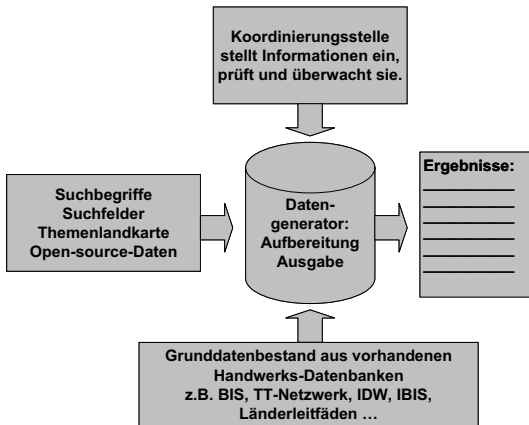 Koordinierungsstelle
stellt Informationen ein,
prüft und überwacht sie.
Suchbegriffe
Suchfelder
Themenlandkarte
Open-source-Daten
Daten-
generator:
Aufbereitung
Ausgabe
Ergebnisse:
Grunddatenbestand aus vorhandenen
Handwerks-Datenbanken
z.B. BIS, TT-Netzwerk, IDW, IBIS,
Länderleitfäden ...